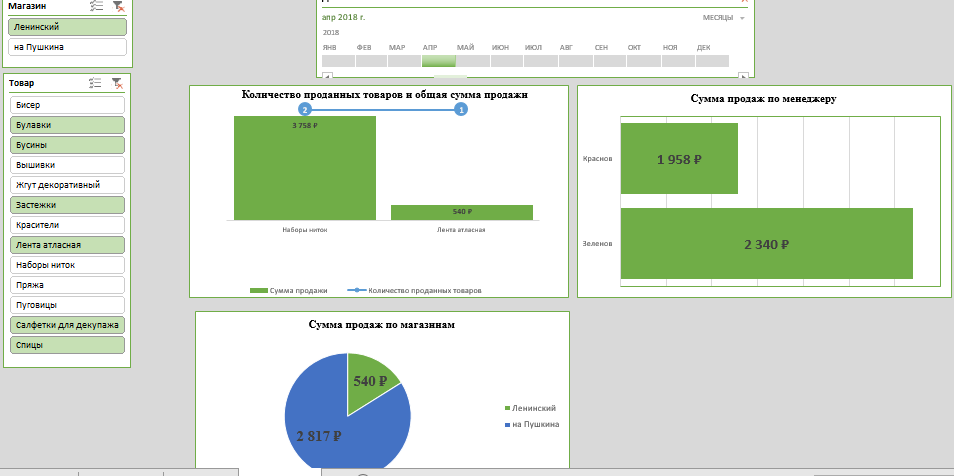 Магазин
Ленинский
на Пушкина
Товар
Бисер
Булавки
Бусины
Вышивки
Жгут декоративный
Застежки
Красители
Лента атласная
Наборы ниток
Пряжа
Пуговицы
Салфетки для декупажа
Спицы
апр 2018 г.
МЕСЯЦЫ
2018
ЯНВ ФЕВ МАР АПР МАЙ ИЮН ИЮЛ АВГ СЕН ОКТ НОЯ ДЕК
Количество проданных товаров и общая сумма продажи
2 1
3 758 ₽
540 ₽
Наборы ниток Лента атласная
Сумма продажи Количество проданных товаров
Сумма продаж по менеджеру
Краснов 1 958 ₽
Зеленов 2 340 ₽
Сумма продаж по магазинам
540 ₽
2 817 ₽
Ленинский
на Пушкина